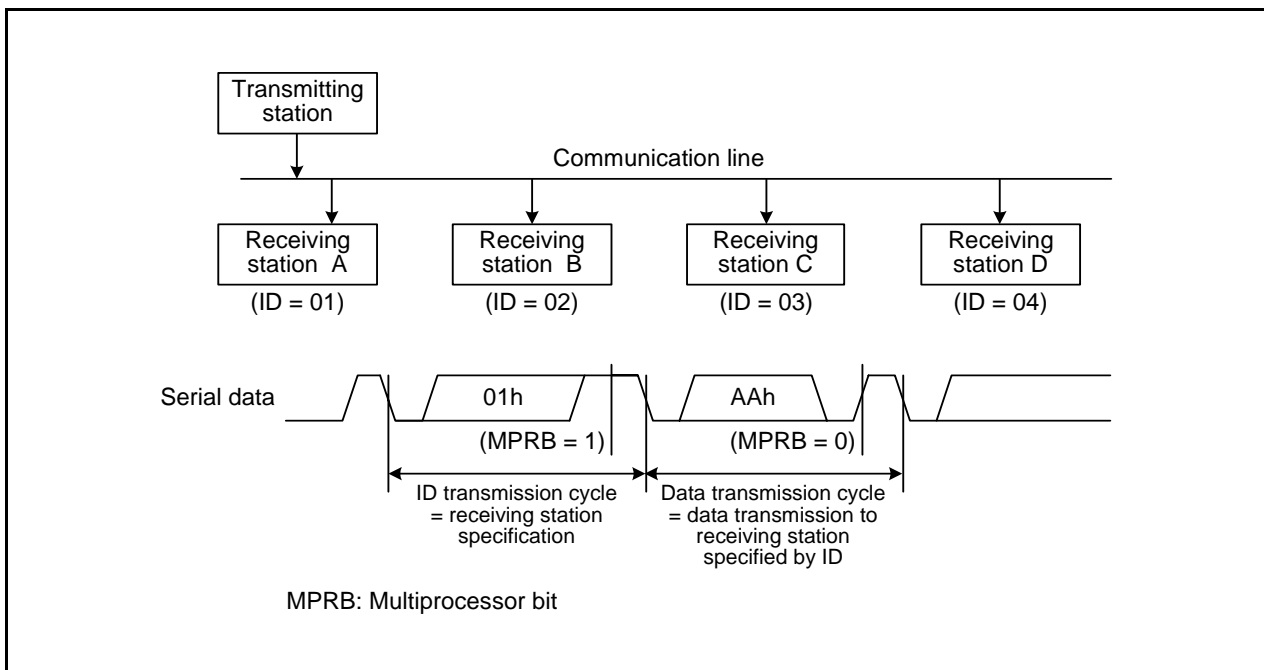 Transmitting
station
Communication line
Receiving
station A
Receiving
station B
Receiving
station C
Receiving
station D
(ID = 01)
(ID = 02)
(ID = 03)
(ID = 04)
Serial data
01h
AAh
(MPRB = 1)
(MPRB = 0)
ID transmission cycle
= receiving station
specification
Data transmission cycle
= data transmission to
receiving station
specified by ID
MPRB: Multiprocessor bit